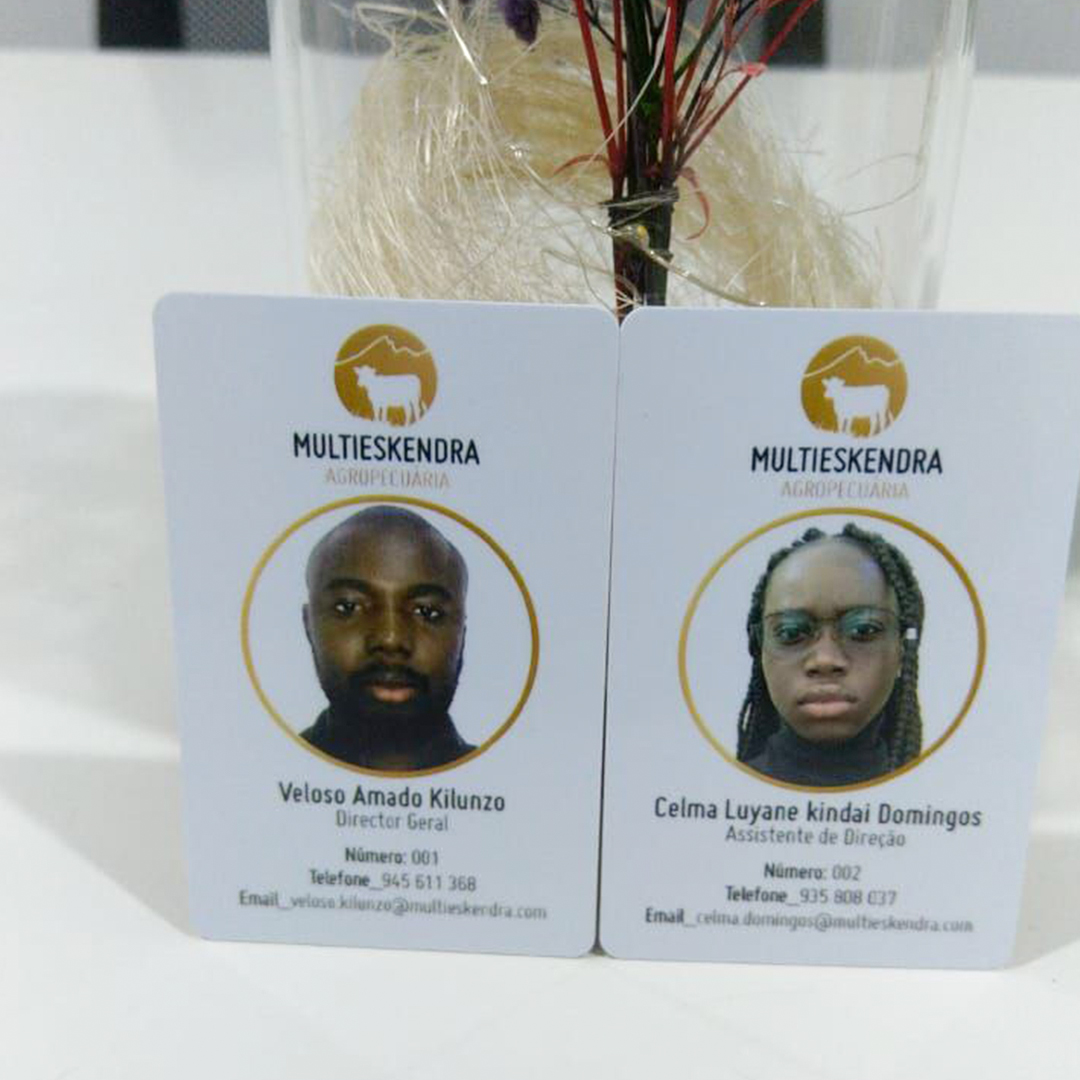 MULTIESKENDRA
AGROPECUÁRIA
Veloso Amado Kilunzo
Director Geral
Número: 001
Telefone_945 611 368
Email_veloso.kilunzo@multieskendra.com
MULTIESKENDRA
AGROPECUÁRIA
Celma Luyane kindai Domingos
Assistente de Direção
Número: 002
Telefone_935 808 037
Email_celma.domingos@multieskendra.com